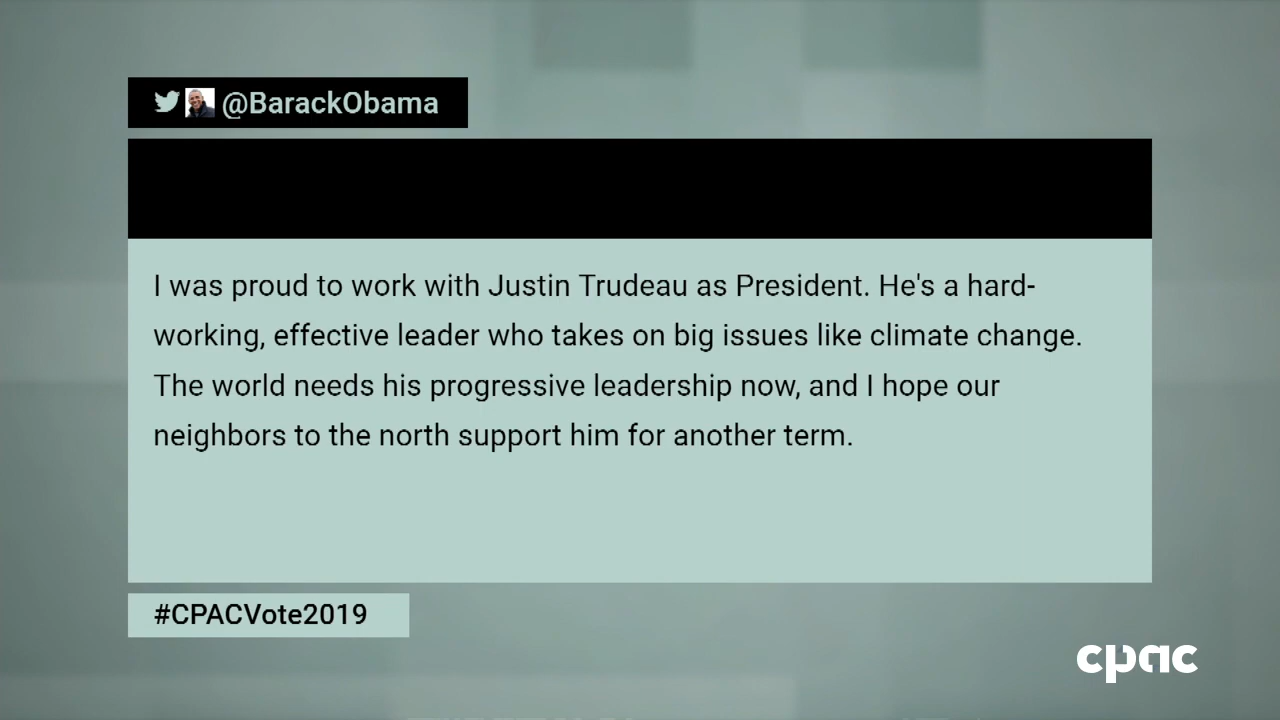 @BarackObama
I was proud to work with Justin Trudeau as President. He's a hard-
working, effective leader who takes on big issues like climate change.
The world needs his progressive leadership now, and I hope our
neighbors to the north support him for another term.
#CPACVote2019
cpac